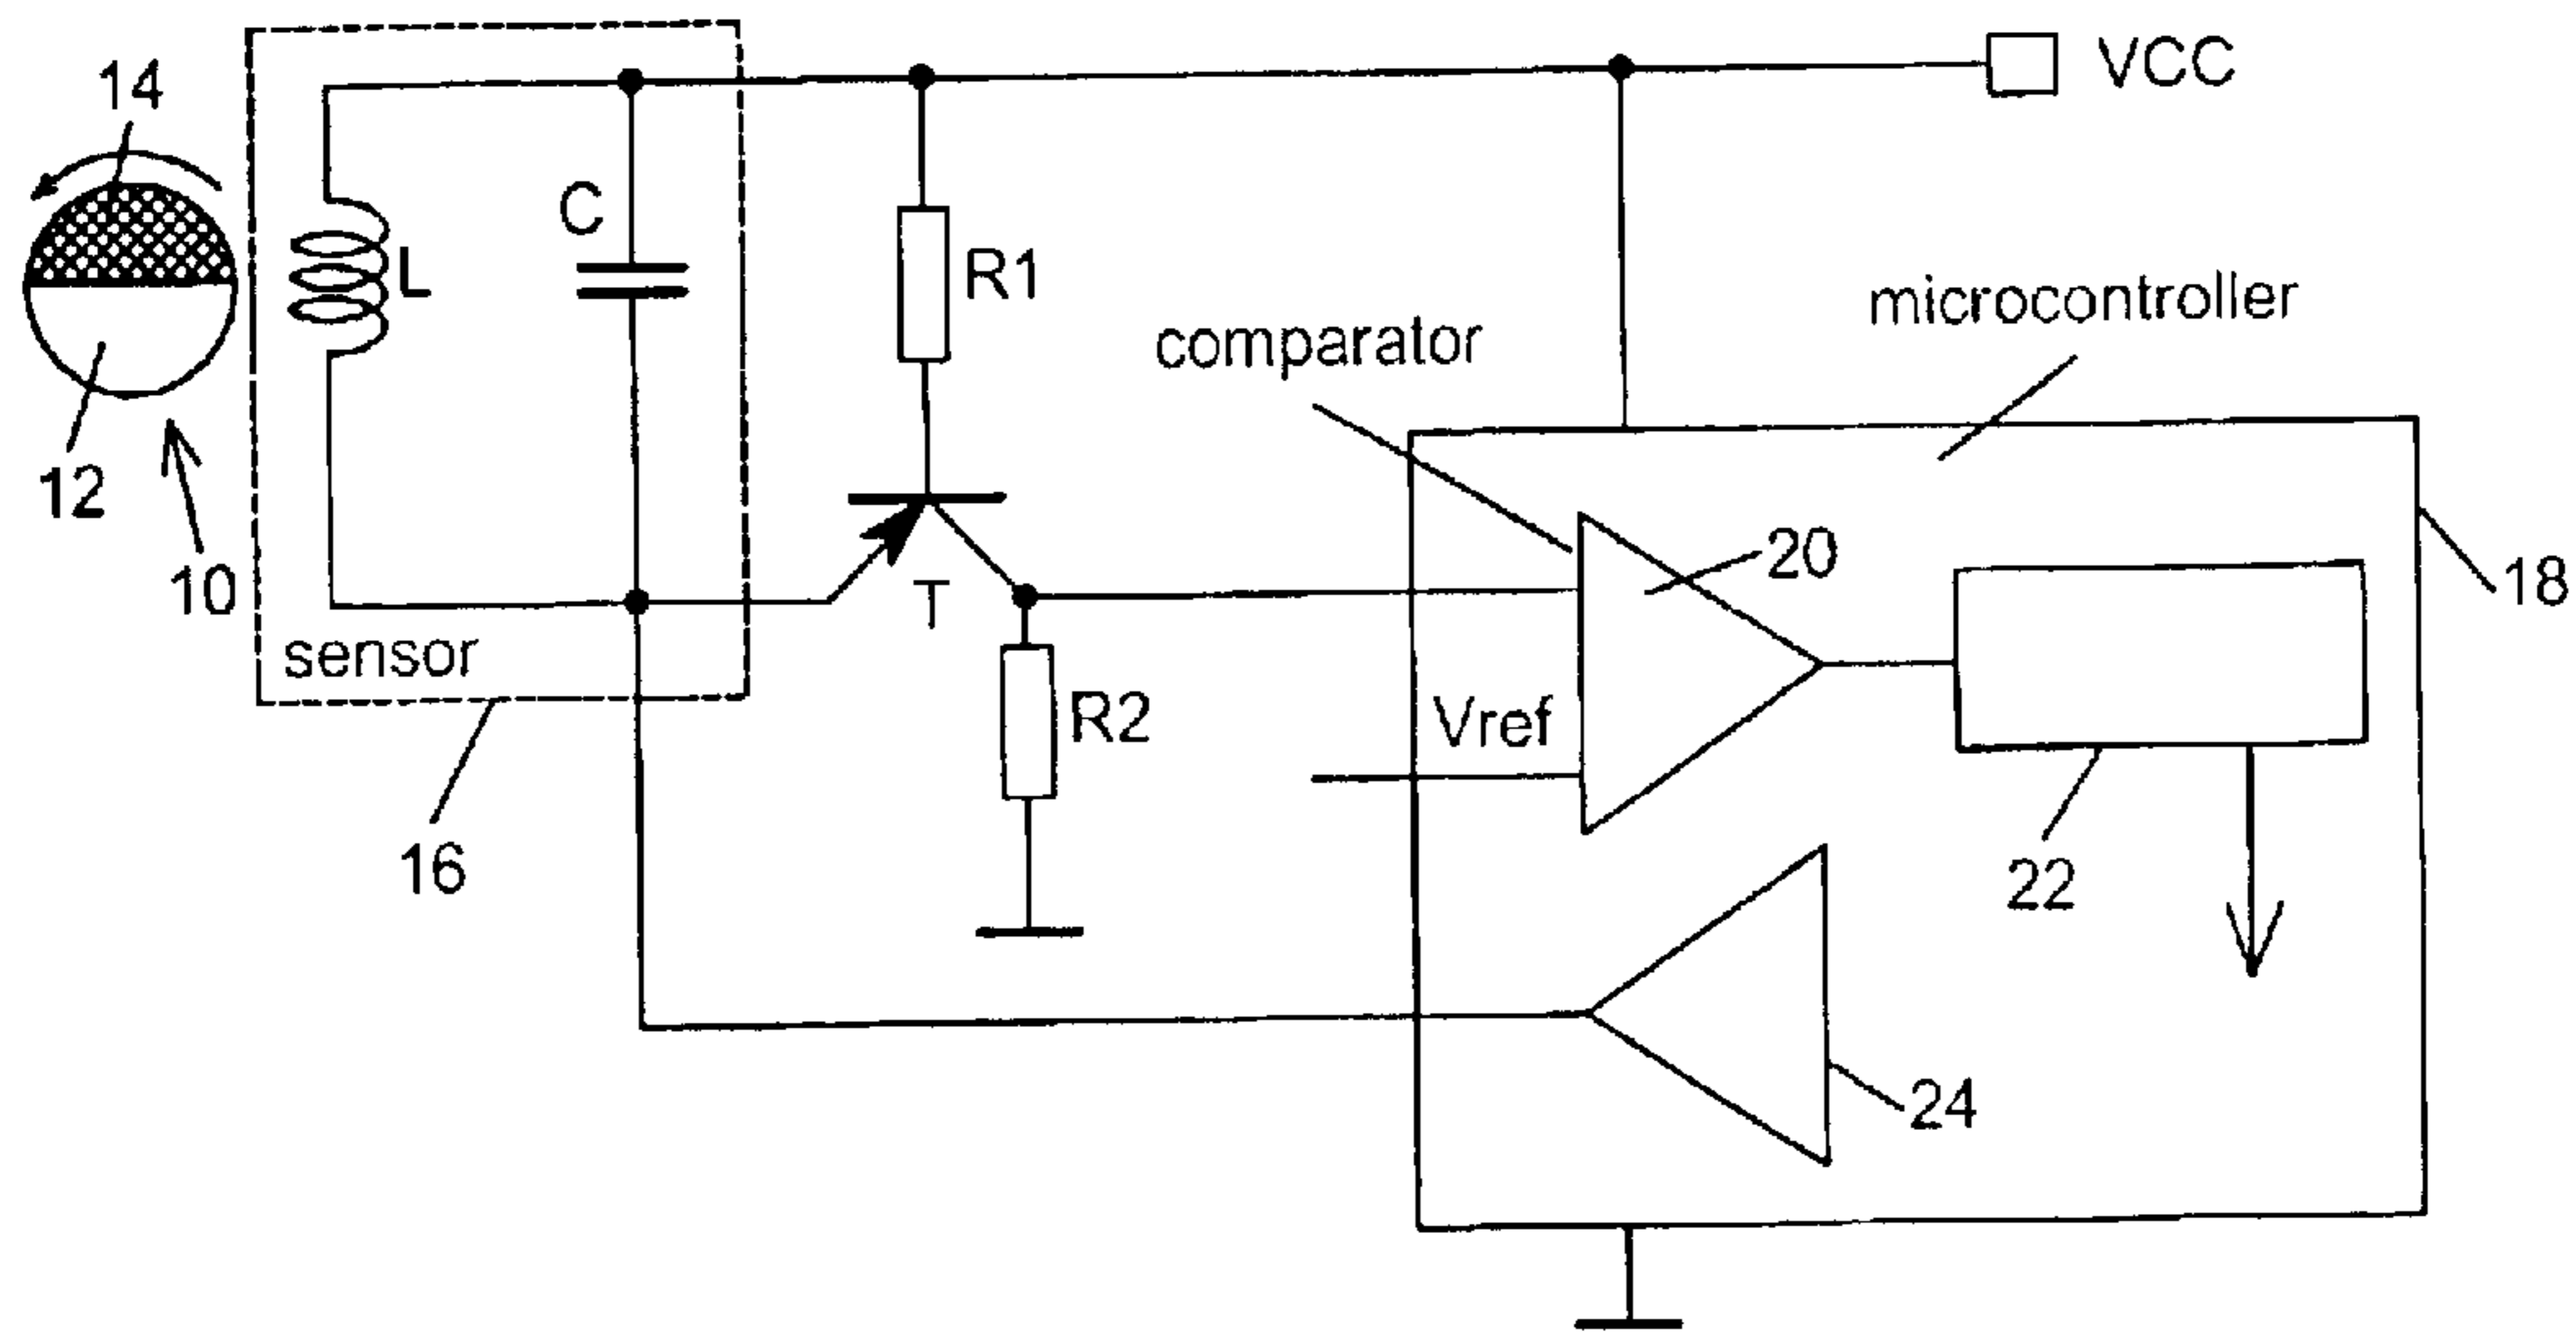 VCC
14
C
L
R1
microcontroller
comparator
12
10
T
20
18
sensor
R2
Vref
16
22
24